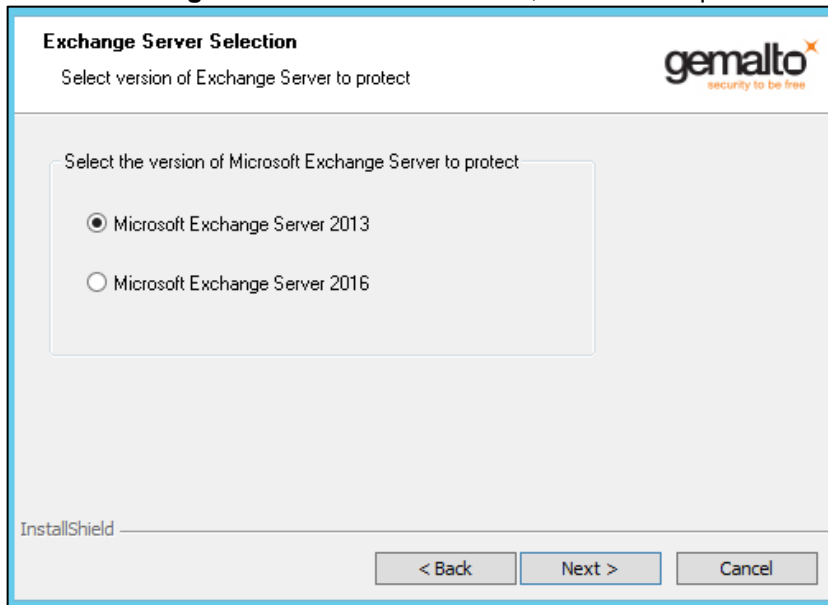 Exchange Server Selection
Select version of Exchange Server to protect
gemalto
security to be free
Select the version of Microsoft Exchange Server to protect
Microsoft Exchange Server 2013
Microsoft Exchange Server 2016
InstallShield
< Back
Next >
Cancel